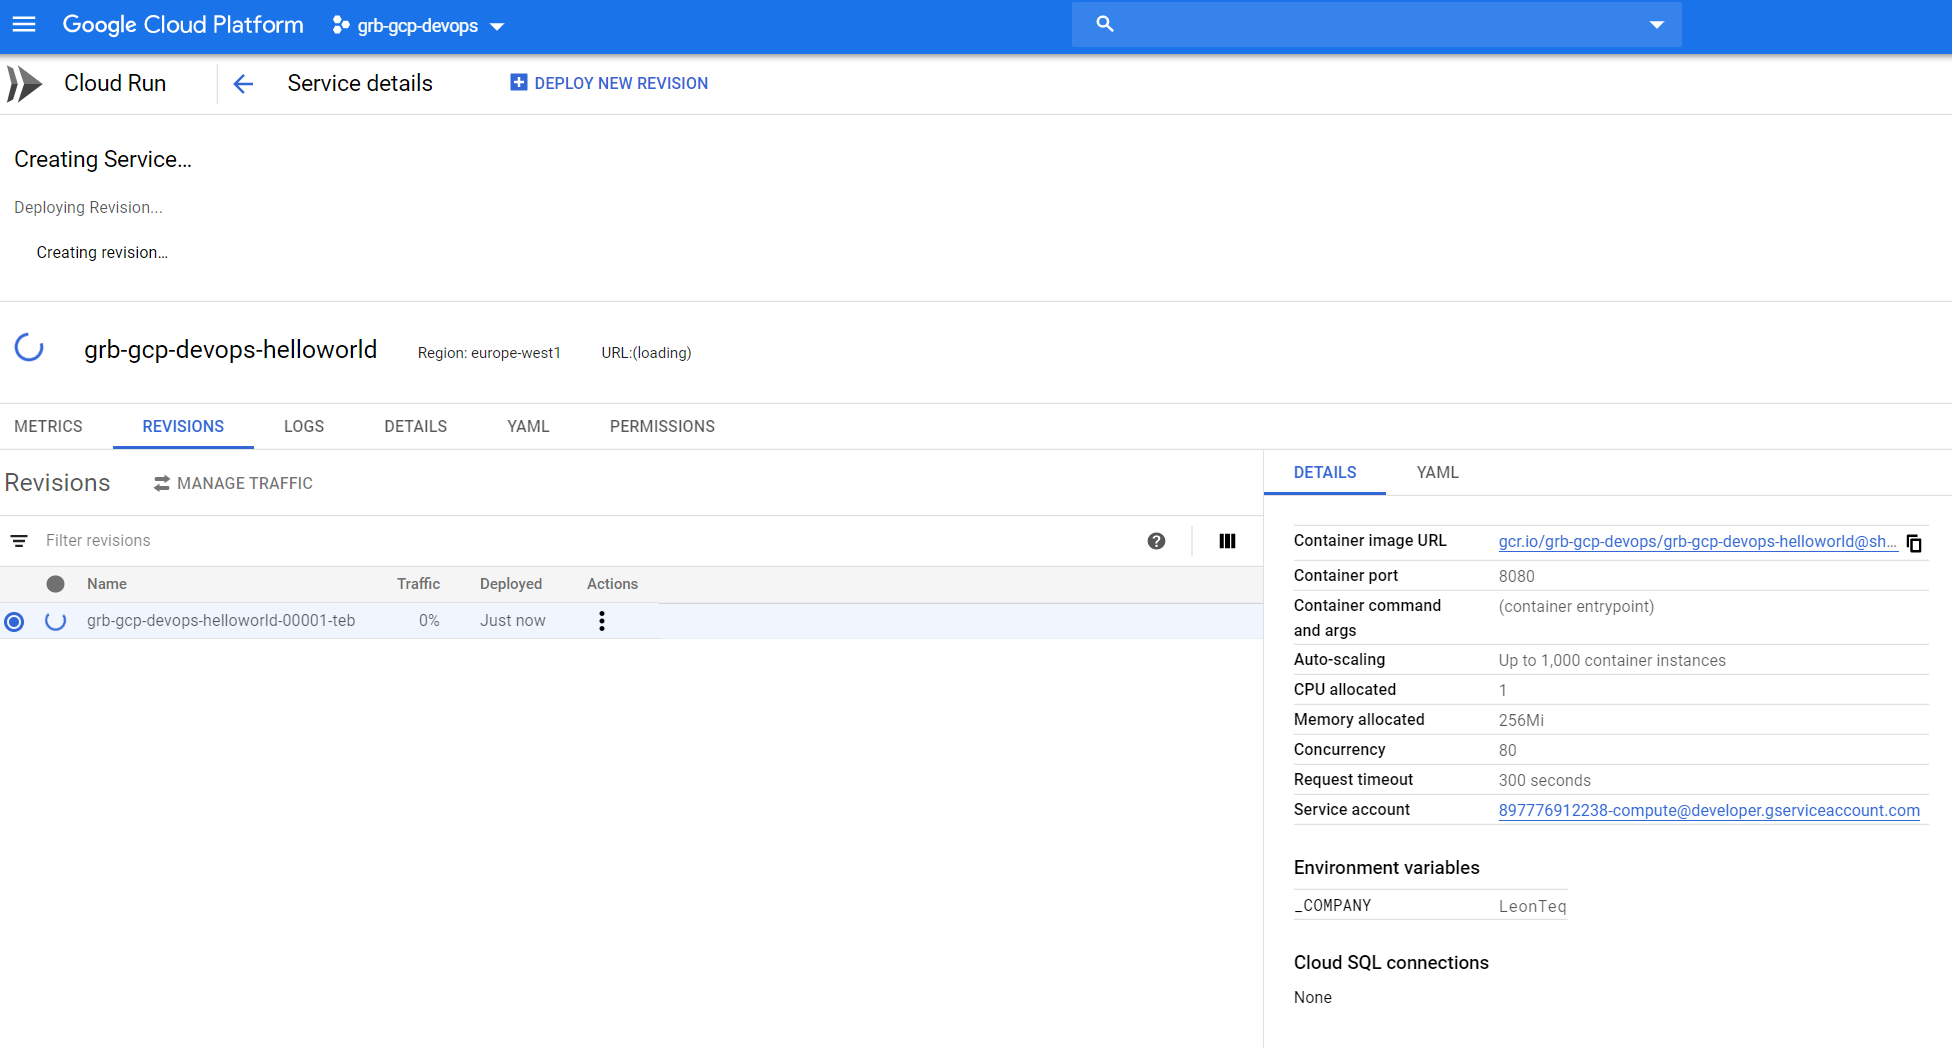 Google Cloud Platform grb-gcp-devops
Cloud Run Service details DEPLOY NEW REVISION
Creating Service...
Deploying Revision...
Creating revision...
grb-gcp-devops-helloworld Region: europe-west1 URL:(loading)
METRICS REVISIONS LOGS DETAILS YAML PERMISSIONS
Revisions MANAGE TRAFFIC
Filter revisions
Name Traffic Deployed Actions
grb-gcp-devops-helloworld-00001-teb 0% Just now
DETAILS YAML
Container image URL gcr.io/grb-gcp-devops/grb-gcp-devops-helloworld@sh...
Container port 8080
Container command and args (container entrypoint)
Auto-scaling Up to 1,000 container instances
CPU allocated 1
Memory allocated 256Mi
Concurrency 80
Request timeout 300 seconds
Service account 897776912238-compute@developer.gserviceaccount.com
Environment variables
_COMPANY LeonTeq
Cloud SQL connections
None